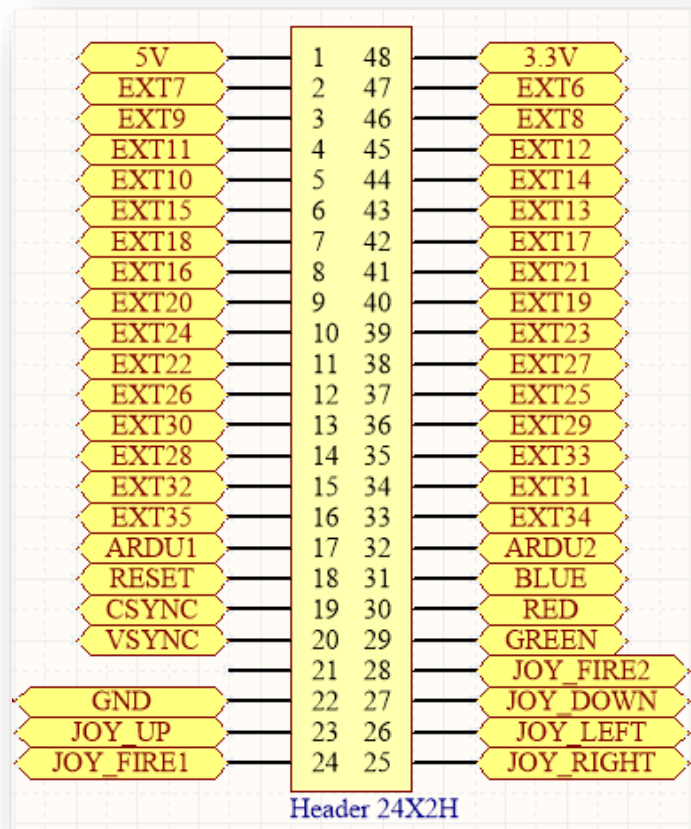 5V 1 48 3.3V
EXT7 2 47 EXT6
EXT9 3 46 EXT8
EXT11 4 45 EXT12
EXT10 5 44 EXT14
EXT15 6 43 EXT13
EXT18 7 42 EXT17
EXT16 8 41 EXT21
EXT20 9 40 EXT19
EXT24 10 39 EXT23
EXT22 11 38 EXT27
EXT26 12 37 EXT25
EXT30 13 36 EXT29
EXT28 14 35 EXT33
EXT32 15 34 EXT31
EXT35 16 33 EXT34
ARDU1 17 32 ARDU2
RESET 18 31 BLUE
CSYNC 19 30 RED
VSYNC 20 29 GREEN
21 28 JOY_FIRE2
GND 22 27 JOY_DOWN
JOY_UP 23 26 JOY_LEFT
JOY_FIRE1 24 25 JOY_RIGHT
Header 24X2H